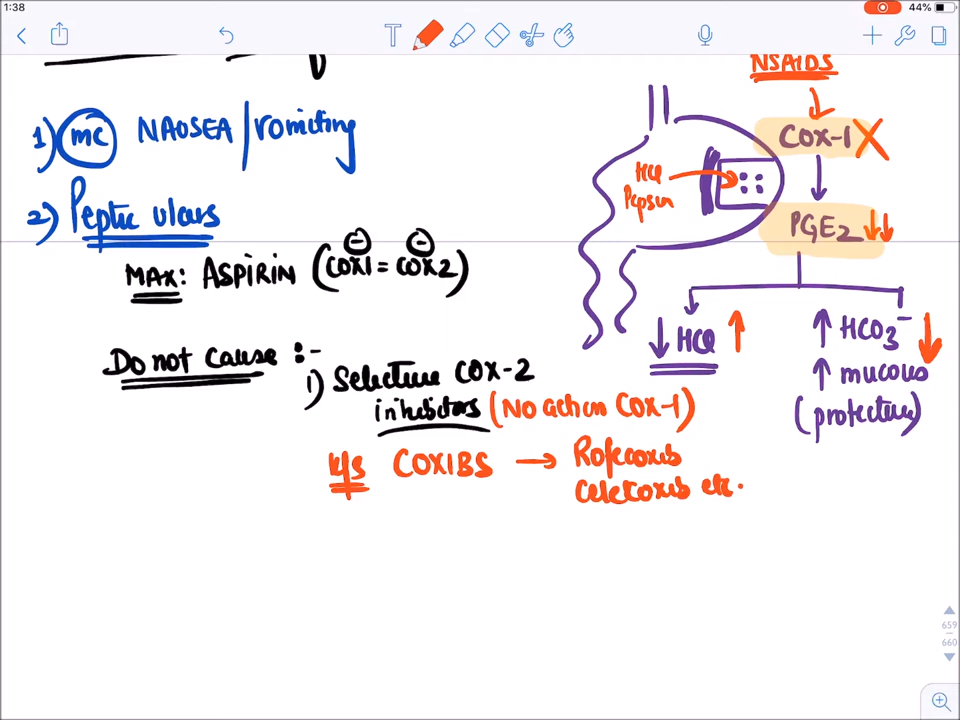 1:38
44%
T
NSAIDS
1) mc NAUSEA / vomiting
COX-1 X
HCl
Pepsin
2) Peptic ulcers
PGE2 ↓↓
MAX: ASPIRIN (COX1 = COX2)
↓ HCl ↑
↑ HCO3⁻ ↓
↑ mucous
(protective)
Do not cause :-
1) Selective COX-2
inhibitors (No action COX-1)
k/s COXIBS → Rofecoxib
Celecoxib etc.
659
660